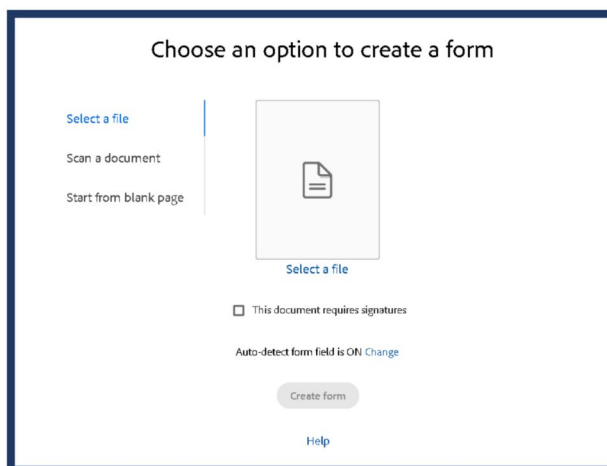 Choose an option to create a form
Select a file
Scan a document
Start from blank page
Select a file
This document requires signatures
Auto-detect form field is ON Change
Create form
Help